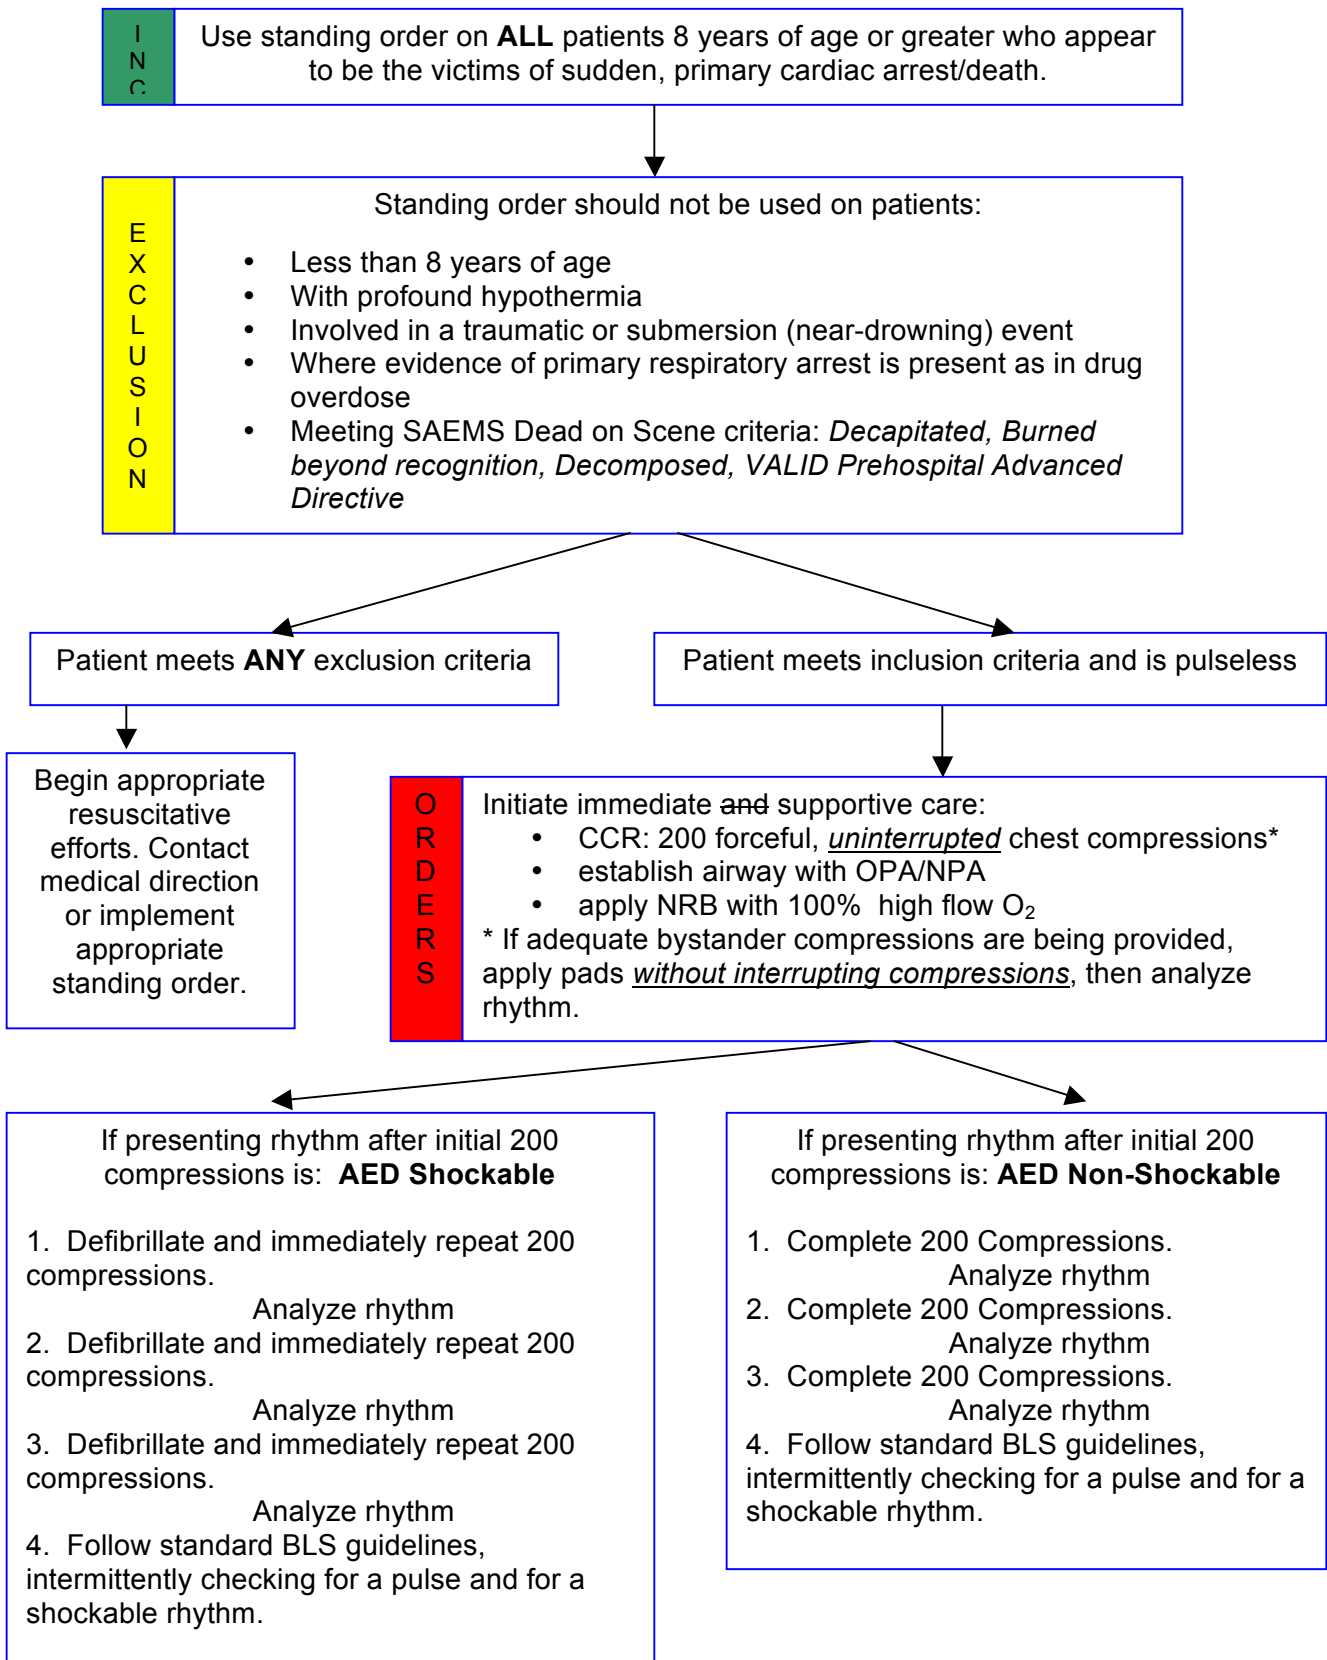 I
N
C
Use standing order on ALL patients 8 years of age or greater who appear
to be the victims of sudden, primary cardiac arrest/death.
E
X
C
L
U
S
I
O
N
Standing order should not be used on patients:
• Less than 8 years of age
• With profound hypothermia
• Involved in a traumatic or submersion (near-drowning) event
• Where evidence of primary respiratory arrest is present as in drug
overdose
• Meeting SAEMS Dead on Scene criteria: Decapitated, Burned
beyond recognition, Decomposed, VALID Prehospital Advanced
Directive
Patient meets ANY exclusion criteria
Patient meets inclusion criteria and is pulseless
Begin appropriate
resuscitative
efforts. Contact
medical direction
or implement
appropriate
standing order.
O
R
D
E
R
S
Initiate immediate and supportive care:
• CCR: 200 forceful, uninterrupted chest compressions*
• establish airway with OPA/NPA
• apply NRB with 100% high flow O2
* If adequate bystander compressions are being provided,
apply pads without interrupting compressions, then analyze
rhythm.
If presenting rhythm after initial 200
compressions is: AED Shockable
1. Defibrillate and immediately repeat 200
compressions.
Analyze rhythm
2. Defibrillate and immediately repeat 200
compressions.
Analyze rhythm
3. Defibrillate and immediately repeat 200
compressions.
Analyze rhythm
4. Follow standard BLS guidelines,
intermittently checking for a pulse and for a
shockable rhythm.
If presenting rhythm after initial 200
compressions is: AED Non-Shockable
1. Complete 200 Compressions.
Analyze rhythm
2. Complete 200 Compressions.
Analyze rhythm
3. Complete 200 Compressions.
Analyze rhythm
4. Follow standard BLS guidelines,
intermittently checking for a pulse and for a
shockable rhythm.